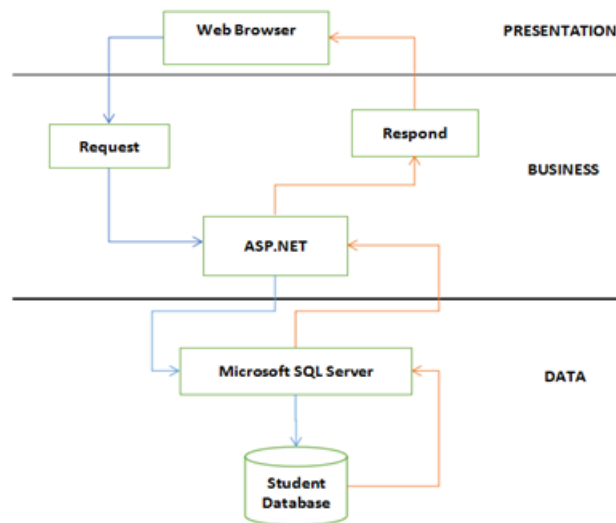 Web Browser
PRESENTATION
Request
Respond
BUSINESS
ASP.NET
Microsoft SQL Server
DATA
Student
Database